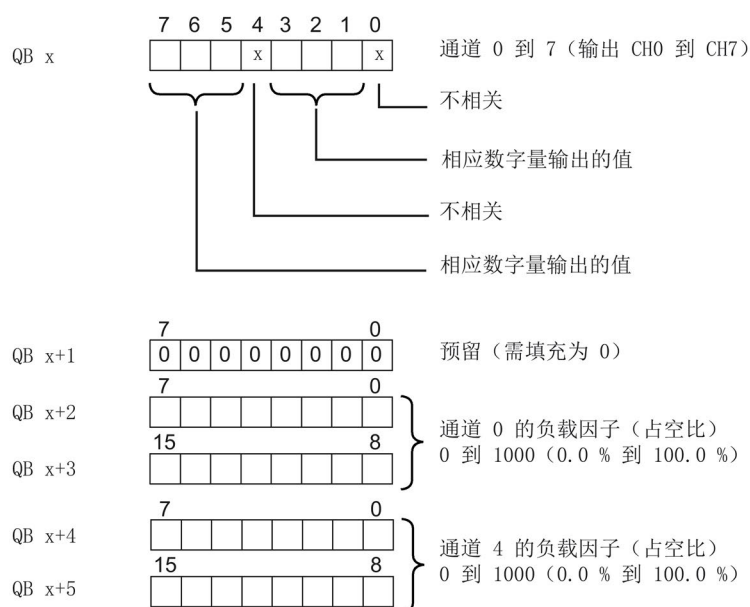 7 6 5 4 3 2 1 0
QB x x x 通道 0 到 7（输出 CH0 到 CH7）
不相关
相应数字量输出的值
不相关
相应数字量输出的值
7 0
QB x+1 0 0 0 0 0 0 0 0 预留（需填充为 0）
7 0
QB x+2
通道 0 的负载因子（占空比）
15 8
0 到 1000（0.0 % 到 100.0 %）
QB x+3
7 0
QB x+4
通道 4 的负载因子（占空比）
15 8
0 到 1000（0.0 % 到 100.0 %）
QB x+5